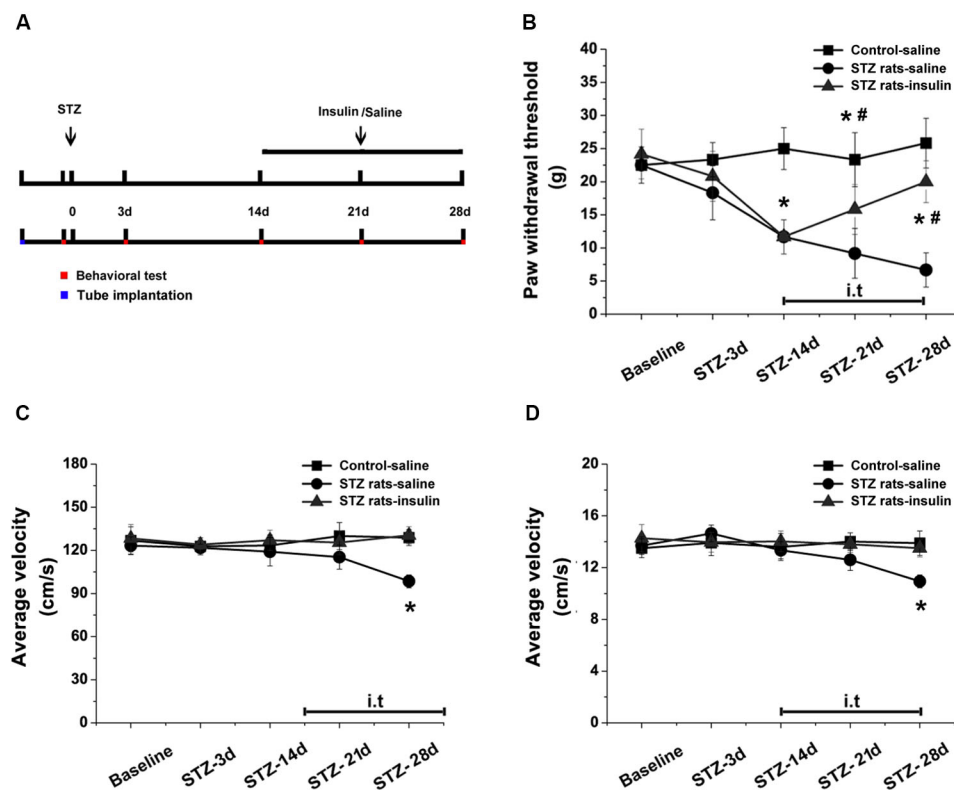 A
STZ
Insulin/Saline
0 3d 14d 21d 28d
Behavioral test
Tube implantation
B
Control-saline
STZ rats-saline
STZ rats-insulin
Paw withdrawal threshold
(g)
40
35
30
25
20
15
10
5
0
* #
*
* #
i.t
Baseline STZ-3d STZ-14d STZ- 21d STZ- 28d
C
Control-saline
STZ rats-saline
STZ rats-insulin
Average velocity
(cm/s)
180
150
120
90
60
30
0
*
i.t
Baseline STZ-3d STZ-14d STZ- 21d STZ- 28d
D
Control-saline
STZ rats-saline
STZ rats-insulin
Average velocity
(cm/s)
20
16
12
8
4
0
*
i.t
Baseline STZ-3d STZ-14d STZ- 21d STZ- 28d